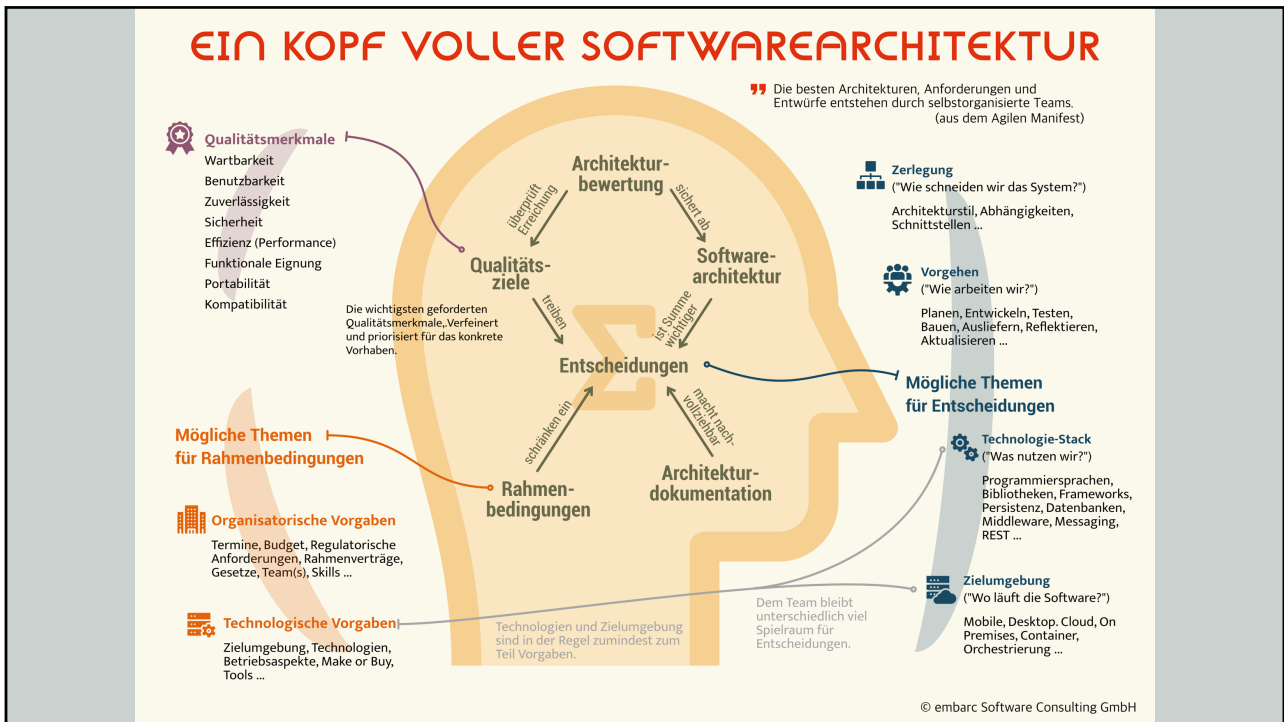 EIN KOPF VOLLER SOFTWAREARCHITEKTUR
Die besten Architekturen, Anforderungen und
Entwürfe entstehen durch selbstorganisierte Teams.
(aus dem Agilen Manifest)
Qualitätsmerkmale
Wartbarkeit
Benutzbarkeit
Zuverlässigkeit
Sicherheit
Effizienz (Performance)
Funktionale Eignung
Portabilität
Kompatibilität
Architektur-
bewertung
überprüft
Erreichung
sichert ab
Qualitäts-
ziele
Software-
architektur
Die wichtigsten geforderten
Qualitätsmerkmale,.Verfeinert
und priorisiert für das konkrete
Vorhaben.
treiben
ist Summe
wichtiger
Entscheidungen
schränken ein
macht nach-
vollziehbar
Rahmen-
bedingungen
Architektur-
dokumentation
Mögliche Themen
für Rahmenbedingungen
Organisatorische Vorgaben
Termine, Budget, Regulatorische
Anforderungen, Rahmenverträge,
Gesetze, Team(s), Skills ...
Technologische Vorgaben
Zielumgebung, Technologien,
Betriebsaspekte, Make or Buy,
Tools ...
Technologien und Zielumgebung
sind in der Regel zumindest zum
Teil Vorgaben.
Dem Team bleibt
unterschiedlich viel
Spielraum für
Entscheidungen.
Zerlegung
("Wie schneiden wir das System?")
Architekturstil, Abhängigkeiten,
Schnittstellen ...
Vorgehen
("Wie arbeiten wir?")
Planen, Entwickeln, Testen,
Bauen, Ausliefern, Reflektieren,
Aktualisieren ...
Mögliche Themen
für Entscheidungen
Technologie-Stack
("Was nutzen wir?")
Programmiersprachen,
Bibliotheken, Frameworks,
Persistenz, Datenbanken,
Middleware, Messaging,
REST ...
Zielumgebung
("Wo läuft die Software?")
Mobile, Desktop. Cloud, On
Premises, Container,
Orchestrierung ...
© embarc Software Consulting GmbH